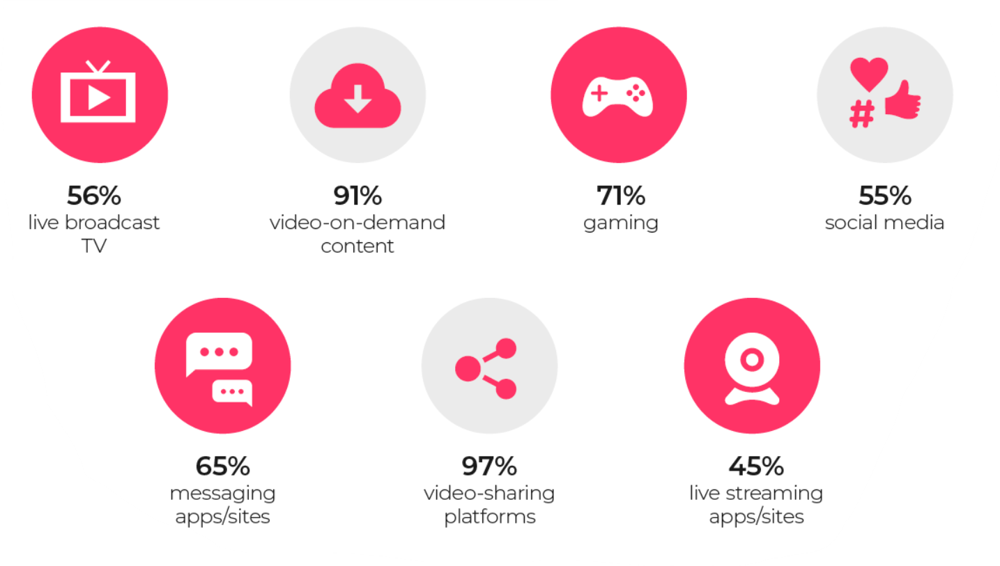 56%
live broadcast
TV
91%
video-on-demand
content
71%
gaming
55%
social media
65%
messaging
apps/sites
97%
video-sharing
platforms
45%
live streaming
apps/sites